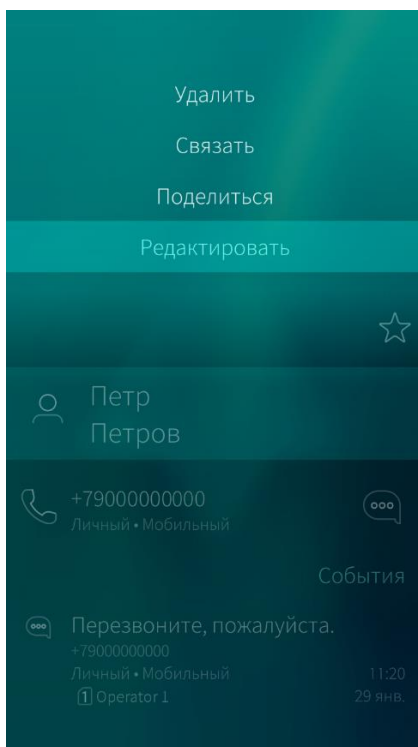 Удалить
Связать
Поделиться
Редактировать
Петр
Петров
+79000000000
Личный • Мобильный
События
Перезвоните, пожалуйста.
+79000000000
Личный • Мобильный 11:20
1 Operator 1 29 янв.